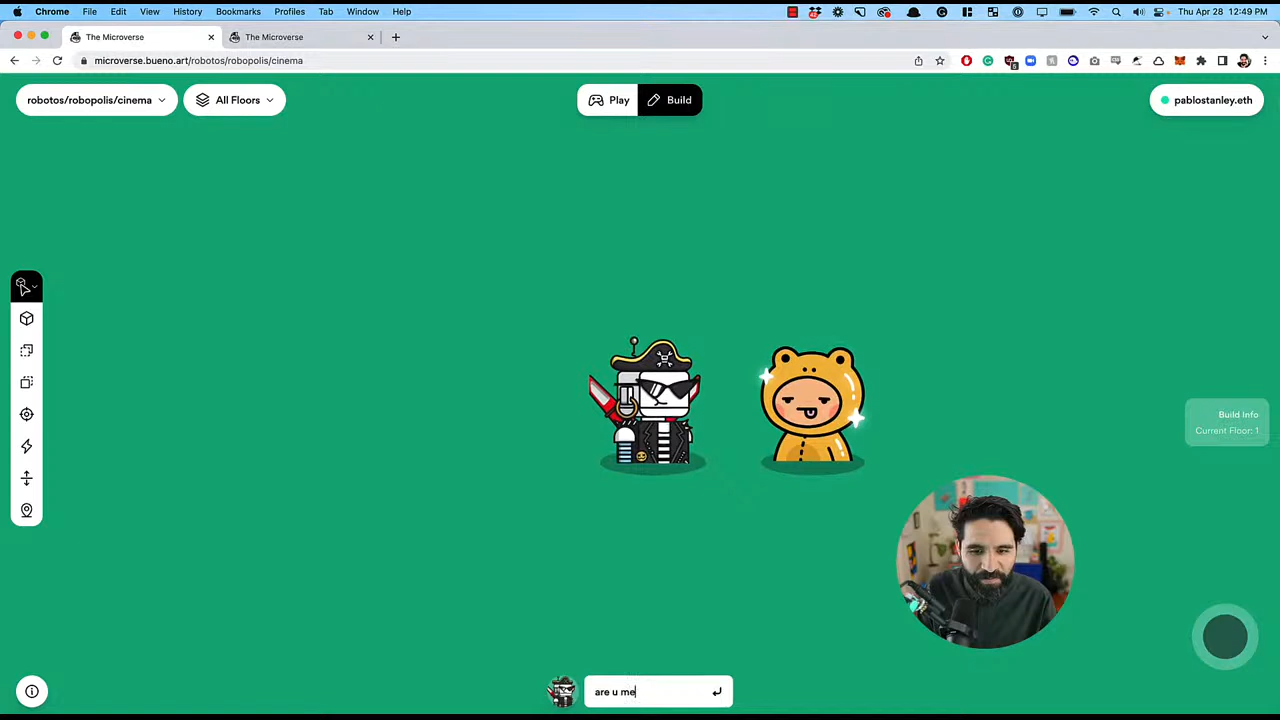 Chrome File Edit View History Bookmarks Profiles Tab Window Help Thu Apr 28 12:49 PM
The Microverse The Microverse
microverse.bueno.art/robotos/robopolis/cinema
robotos/robopolis/cinema All Floors Play Build pablostanley.eth
Build Info
Current Floor: 1
are u me